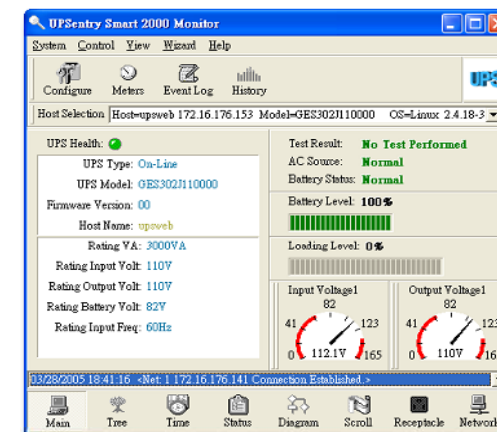 UPSentry Smart 2000 Monitor
System Control View Wizard Help
Configure Meters Event Log History
UPS
Host Selection Host=upsweb 172.16.176.153 Model=GES302J110000 OS=Linux 2.4.18-3
UPS Health:
UPS Type: On-Line
UPS Model: GES302J110000
Firmware Version: 00
Host Name: upsweb
Rating VA: 3000VA
Rating Input Volt: 110V
Rating Output Volt: 110V
Rating Battery Volt: 82V
Rating Input Freq: 60Hz
Test Result: No Test Performed
AC Source: Normal
Battery Status: Normal
Battery Level: 100%
Loading Level: 0%
Input Voltage1
82
41 123
0 112.1V 165
Output Voltage1
82
41 123
0 110V 16
03/28/2005 18:41:16 <Net: 1 172.16.176.141 Connection Established.>
Main Tree Time Status Diagram Scroll Receptacle Network